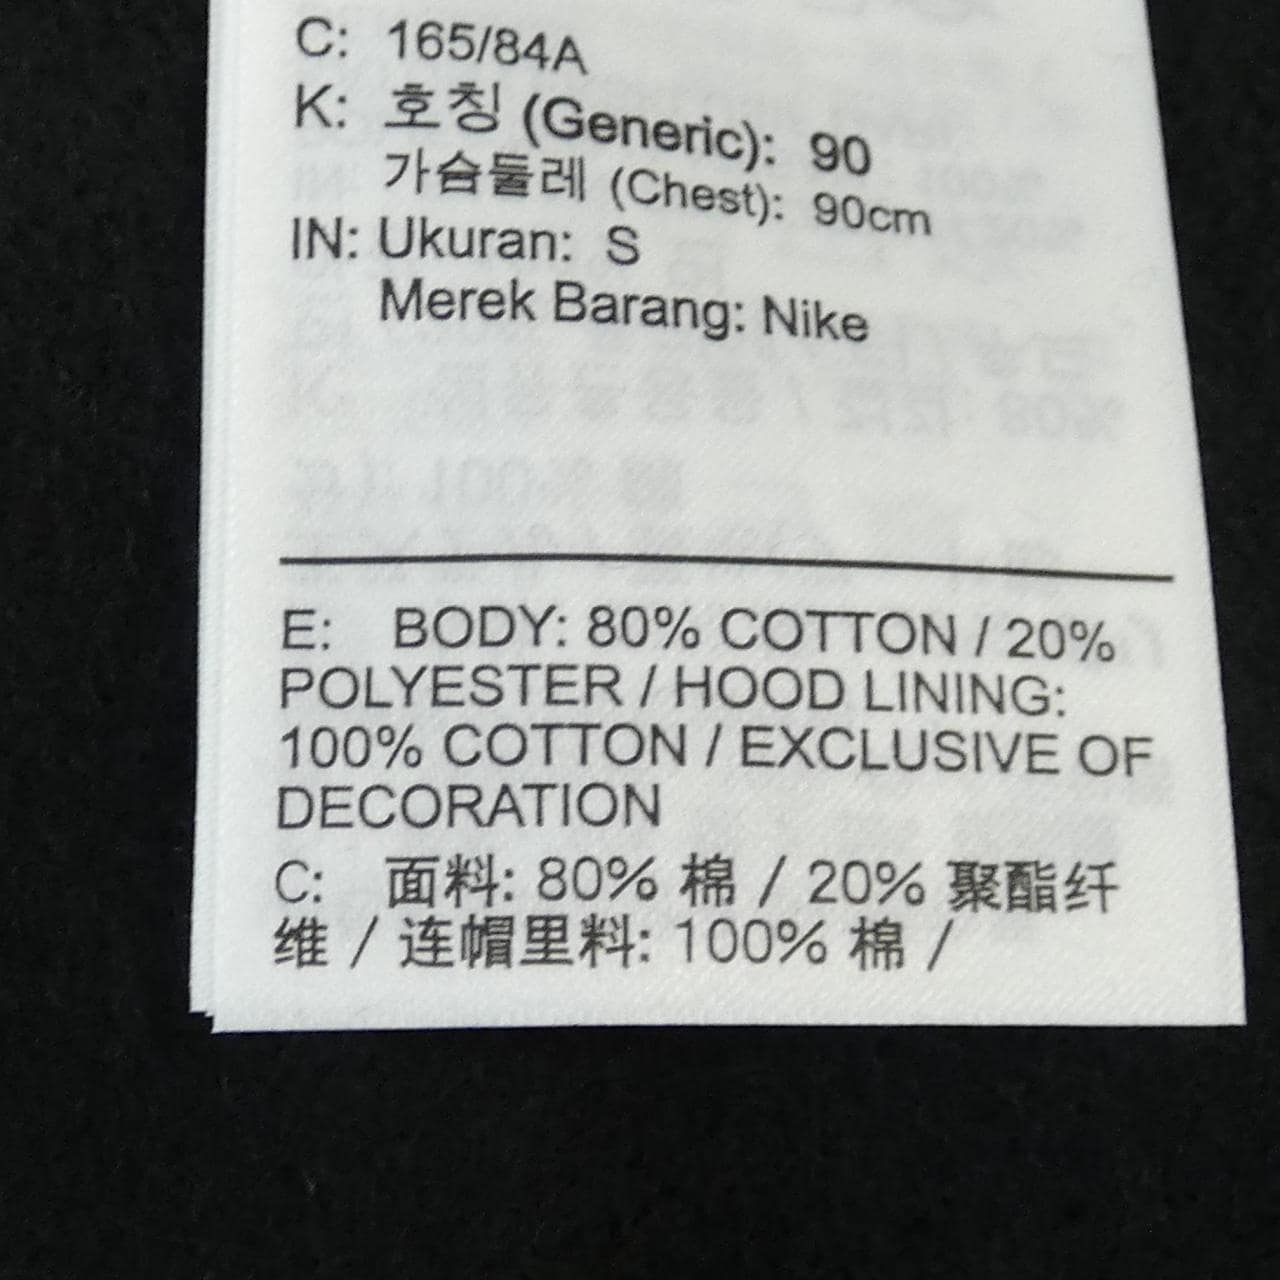 C: 165/84A
K: 호칭 (Generic): 90
가슴둘레 (Chest): 90cm
IN: Ukuran: S
Merek Barang: Nike
E: BODY: 80% COTTON / 20%
POLYESTER / HOOD LINING:
100% COTTON / EXCLUSIVE OF
DECORATION
C: 面料: 80% 棉 / 20% 聚酯纤
维 / 连帽里料: 100% 棉 /